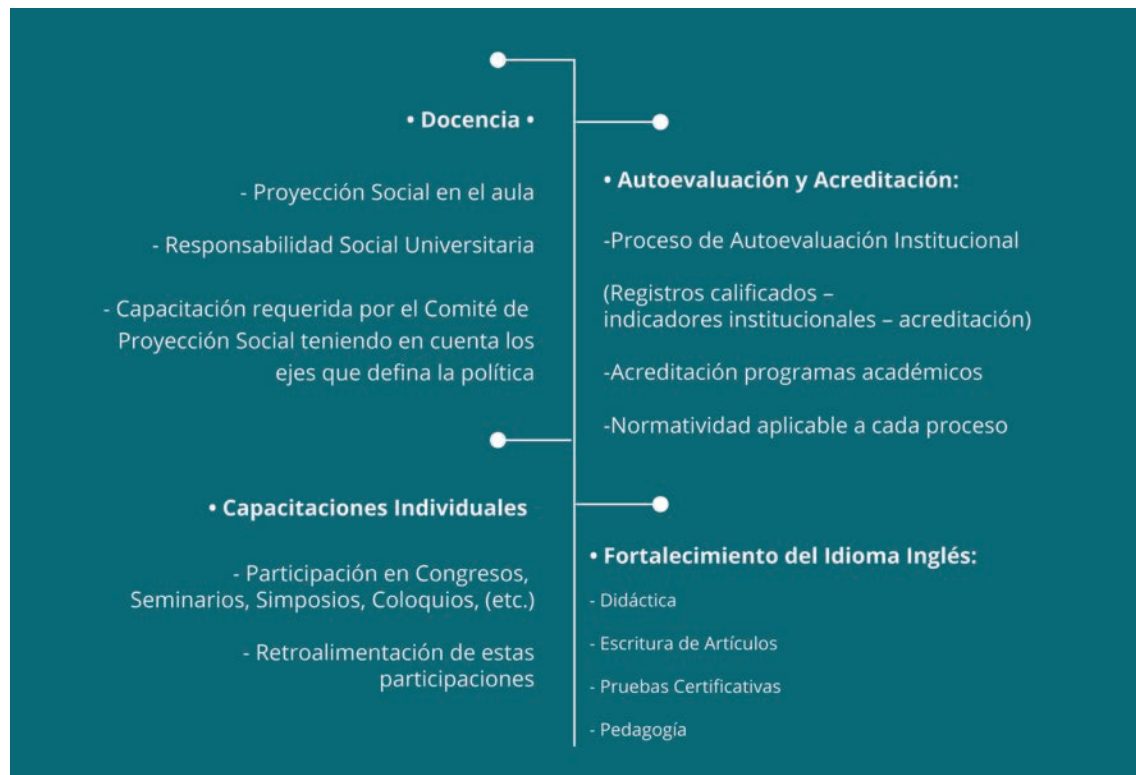 • Docencia •
- Proyección Social en el aula
- Responsabilidad Social Universitaria
- Capacitación requerida por el Comité de
Proyección Social teniendo en cuenta los
ejes que defina la política
• Autoevaluación y Acreditación:
-Proceso de Autoevaluación Institucional
(Registros calificados –
indicadores institucionales – acreditación)
-Acreditación programas académicos
-Normatividad aplicable a cada proceso
• Capacitaciones Individuales
- Participación en Congresos,
Seminarios, Simposios, Coloquios, (etc.)
- Retroalimentación de estas
participaciones
• Fortalecimiento del Idioma Inglés:
- Didáctica
- Escritura de Artículos
- Pruebas Certificativas
- Pedagogía